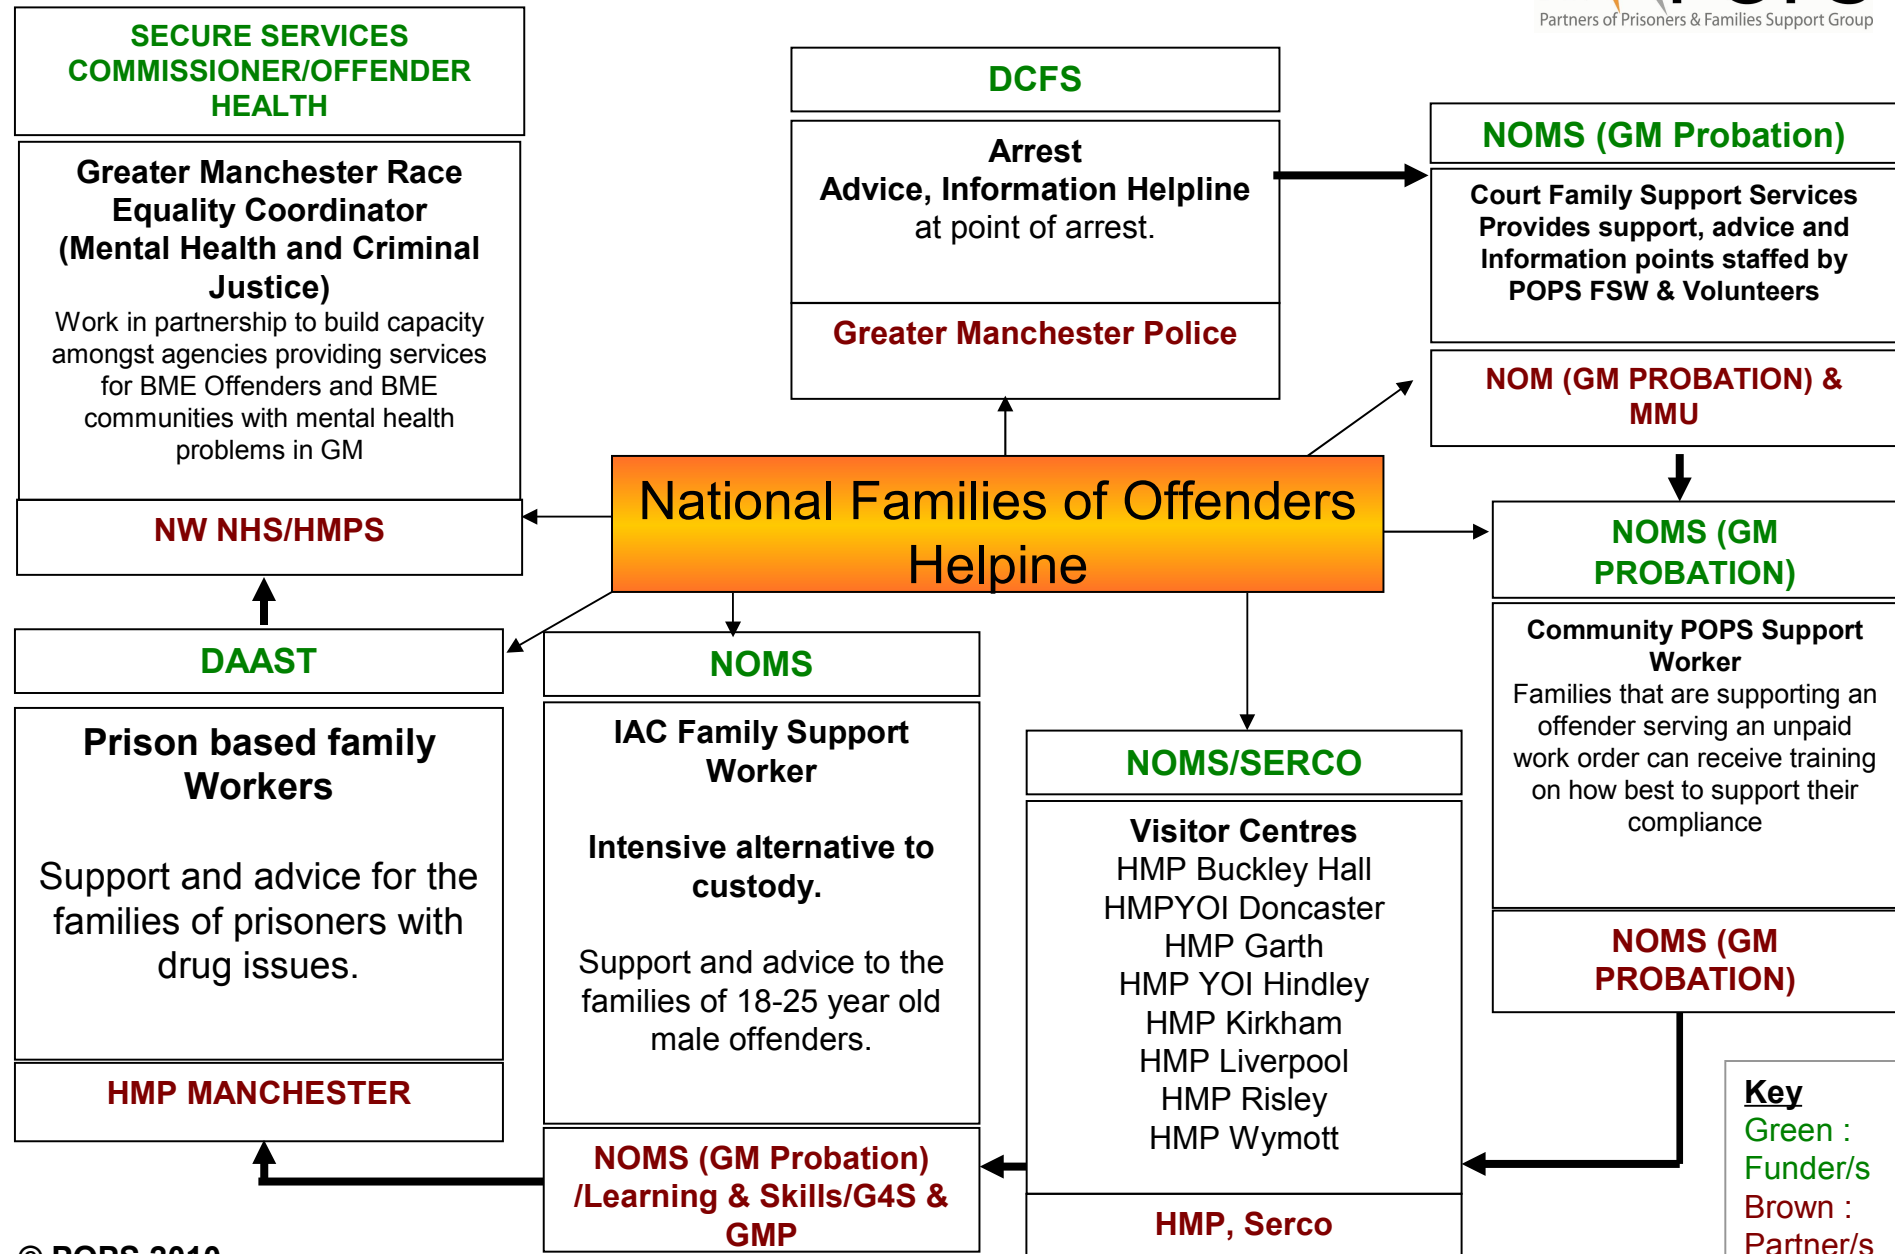 Partners of Prisoners & Families Support Group
SECURE SERVICES
COMMISSIONER/OFFENDER
HEALTH
Greater Manchester Race
Equality Coordinator
(Mental Health and Criminal
Justice)
Work in partnership to build capacity
amongst agencies providing services
for BME Offenders and BME
communities with mental health
problems in GM
NW NHS/HMPS
DCFS
Arrest
Advice, Information Helpline
at point of arrest.
Greater Manchester Police
NOMS (GM Probation)
Court Family Support Services
Provides support, advice and
Information points staffed by
POPS FSW & Volunteers
NOM (GM PROBATION) &
MMU
National Families of Offenders
Helpine
NOMS (GM
PROBATION)
Community POPS Support
Worker
Families that are supporting an
offender serving an unpaid
work order can receive training
on how best to support their
compliance
NOMS (GM
PROBATION)
DAAST
Prison based family
Workers
Support and advice for the
families of prisoners with
drug issues.
HMP MANCHESTER
NOMS
IAC Family Support
Worker
Intensive alternative to
custody.
Support and advice to the
families of 18-25 year old
male offenders.
NOMS (GM Probation)
/Learning & Skills/G4S &
GMP
NOMS/SERCO
Visitor Centres
HMP Buckley Hall
HMPYOI Doncaster
HMP Garth
HMP YOI Hindley
HMP Kirkham
HMP Liverpool
HMP Risley
HMP Wymott
HMP, Serco
Key
Green :
Funder/s
Brown :
Partner/s
© POPS 2010